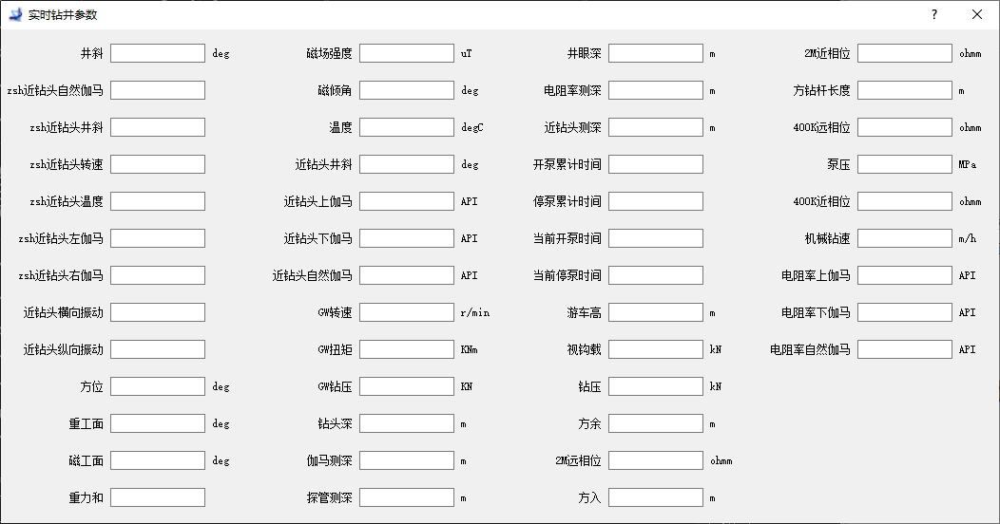 实时钻井参数 ?
井斜 deg 磁场强度 uT 井眼深 m 2M近相位 ohmm
zsh近钻头自然伽马 磁倾角 deg 电阻率测深 m 方钻杆长度 m
zsh近钻头井斜 温度 degC 近钻头测深 m 400K远相位 ohmm
zsh近钻头转速 近钻头井斜 deg 开泵累计时间 泵压 MPa
zsh近钻头温度 近钻头上伽马 API 停泵累计时间 400K近相位 ohmm
zsh近钻头左伽马 近钻头下伽马 API 当前开泵时间 机械钻速 m/h
zsh近钻头右伽马 近钻头自然伽马 API 当前停泵时间 电阻率上伽马 API
近钻头横向振动 GW转速 r/min 游车高 m 电阻率下伽马 API
近钻头纵向振动 GW扭矩 KNm 视钩载 kN 电阻率自然伽马 API
方位 deg GW钻压 KN 钻压 kN
重工面 deg 钻头深 m 方余 m
磁工面 deg 伽马测深 m 2M远相位 ohmm
重力和 探管测深 m 方入 m